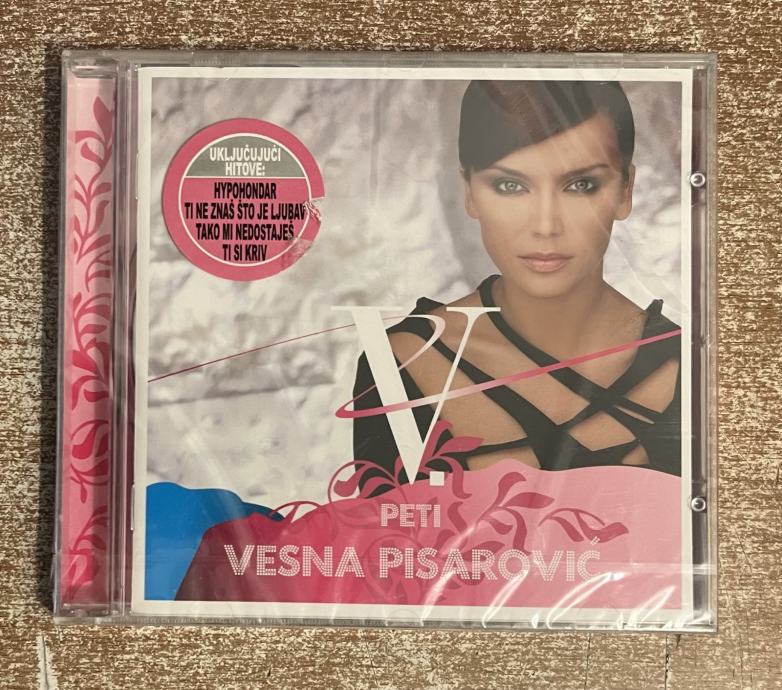 UKLJUČUJUĆI
HITOVE:
HYPOHONDAR
TI NE ZNAŠ ŠTO JE LJUBAV
TAKO MI NEDOSTAJEŠ
TI SI KRIV
V.
PETI
VESNA PISAROVIĆ